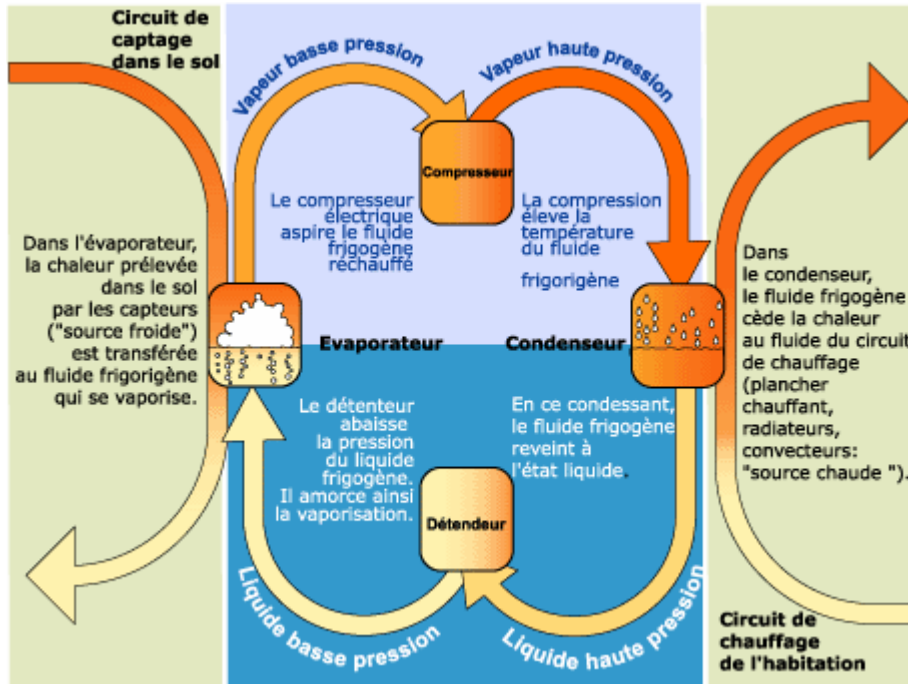 Circuit de
captage
dans le sol
Vapeur basse pression
Vapeur haute pression
Compresseur
Le compresseur
électrique
aspire le fluide
frigogène
réchauffé
La compression
éleve la
température
du fluide
frigorigène
Dans l'évaporateur,
la chaleur prélevée
dans le sol
par les capteurs
("source froide")
est transférée
au fluide frigorigène
qui se vaporise.
Evaporateur
Condenseur
Dans
le condenseur,
le fluide frigogène
cède la chaleur
au fluide du circuit
de chauffage
(plancher
chauffant,
radiateurs,
convecteurs:
"source chaude ").
Le détenteur
abaisse
la pression
du liquide
frigogène.
Il amorce ainsi
la vaporisation.
En ce condessant,
le fluide frigogène
reveint à
l'état liquide.
Détendeur
Liquide basse pression
Liquide haute pression
Circuit de
chauffage
de l'habitation